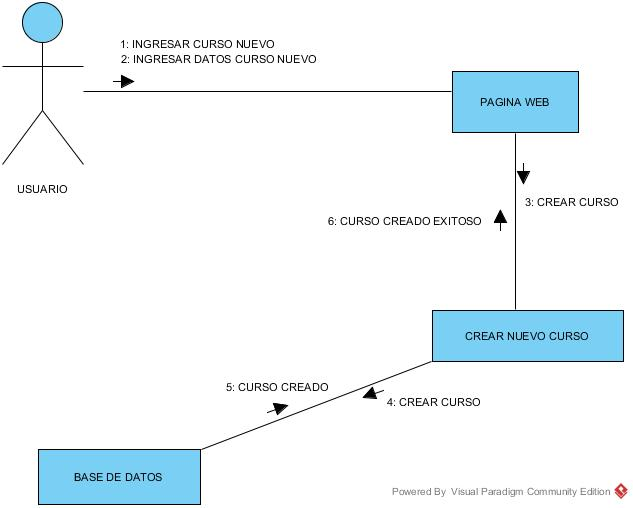 1: INGRESAR CURSO NUEVO
2: INGRESAR DATOS CURSO NUEVO
PAGINA WEB
USUARIO
3: CREAR CURSO
6: CURSO CREADO EXITOSO
CREAR NUEVO CURSO
5: CURSO CREADO
4: CREAR CURSO
BASE DE DATOS
Powered By Visual Paradigm Community Edition